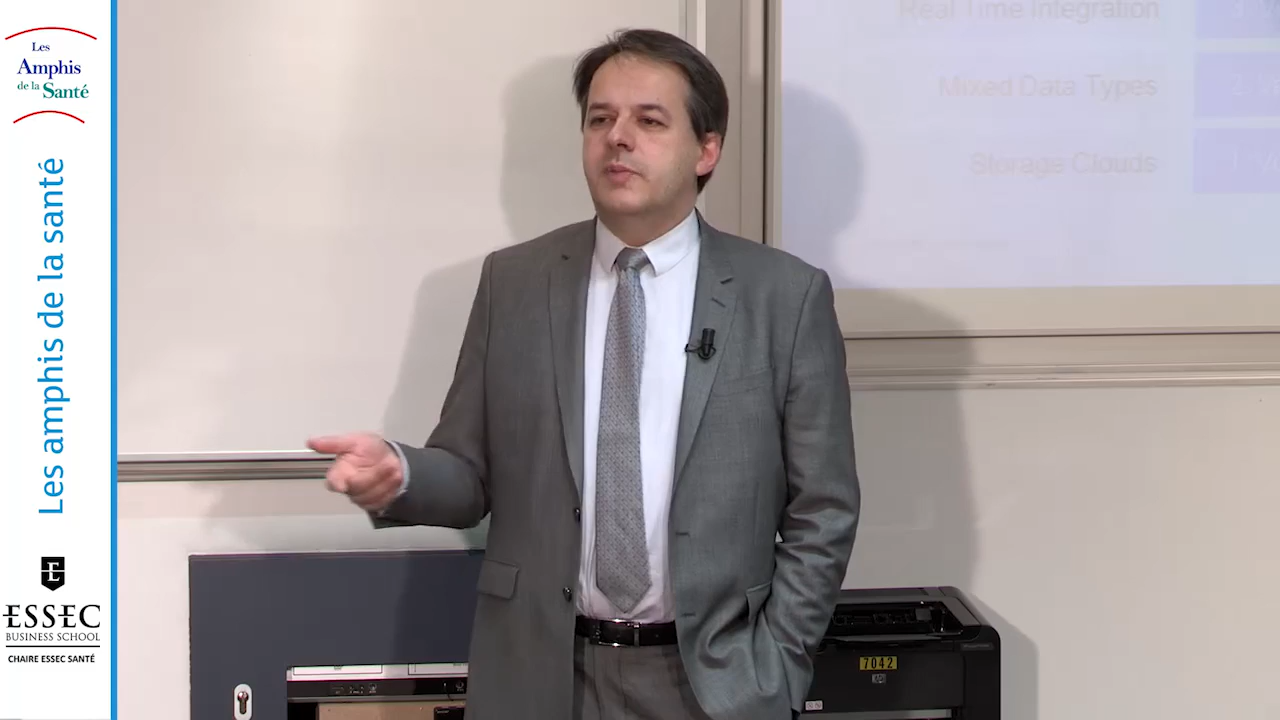 Les
Amphis
de la Santé
Les amphis de la santé
ESSEC
BUSINESS SCHOOL
CHAIRE ESSEC SANTÉ
Real Time Integration
Mixed Data Types
Storage Clouds
7042